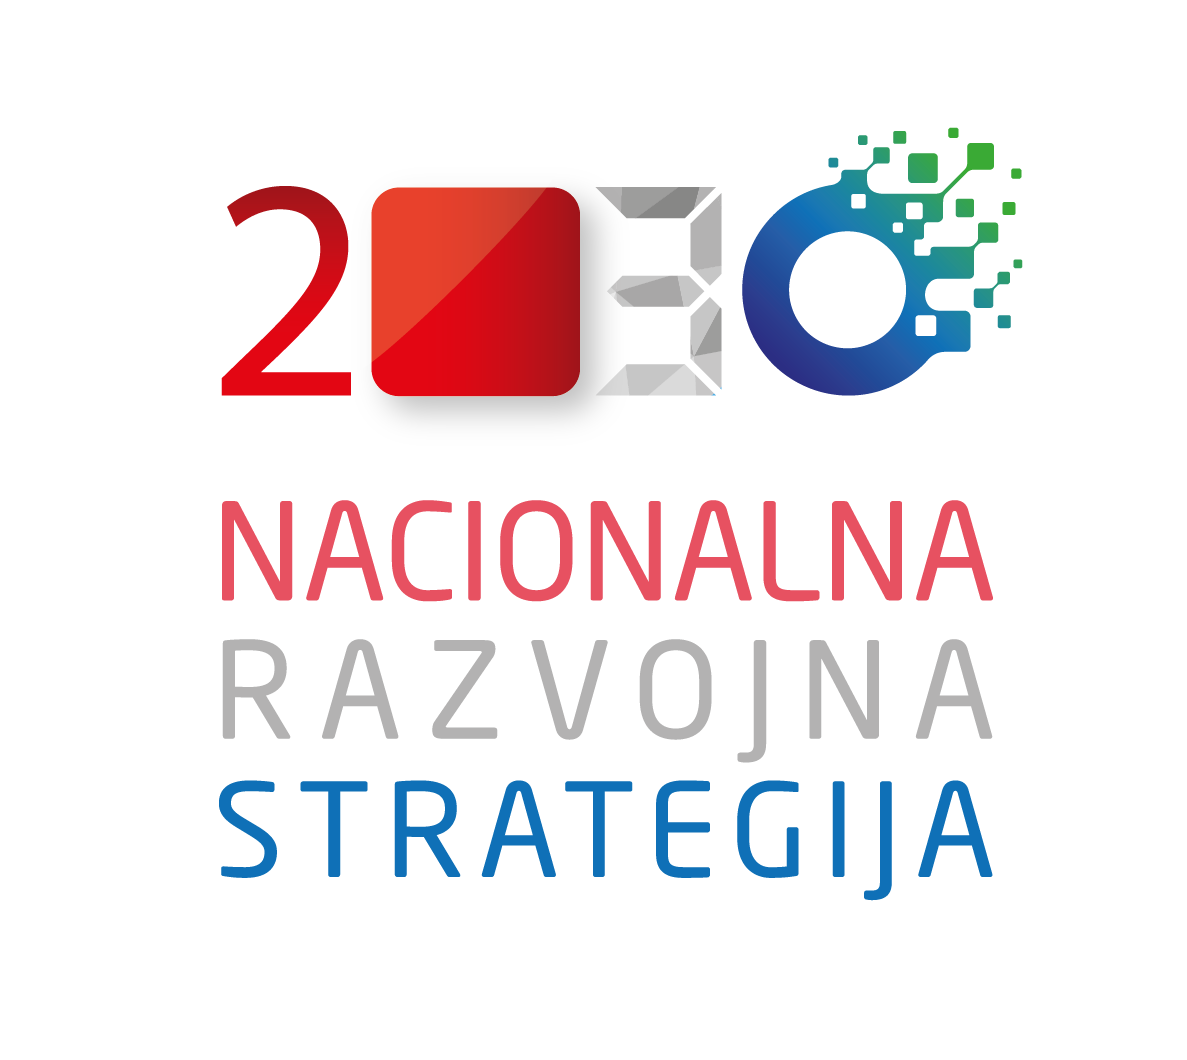 2030
NACIONALNA
RAZVOJNA
STRATEGIJA